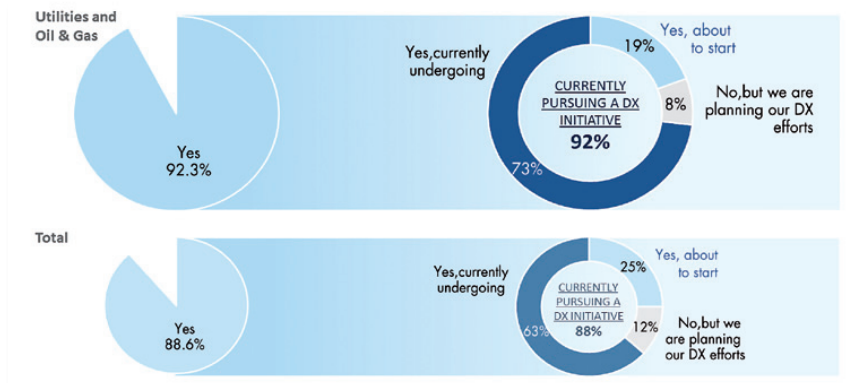 Utilities and
Oil & Gas
Yes
92.3%
Yes,currently
undergoing
CURRENTLY
PURSUING A DX
INITIATIVE
92%
73%
19%
Yes, about
to start
8%
No,but we are
planning our DX
efforts
Total
Yes
88.6%
Yes,currently
undergoing
CURRENTLY
PURSUING A
DX INITIATIVE
88%
63%
25%
Yes, about
to start
12%
No,but we
are planning
our DX efforts